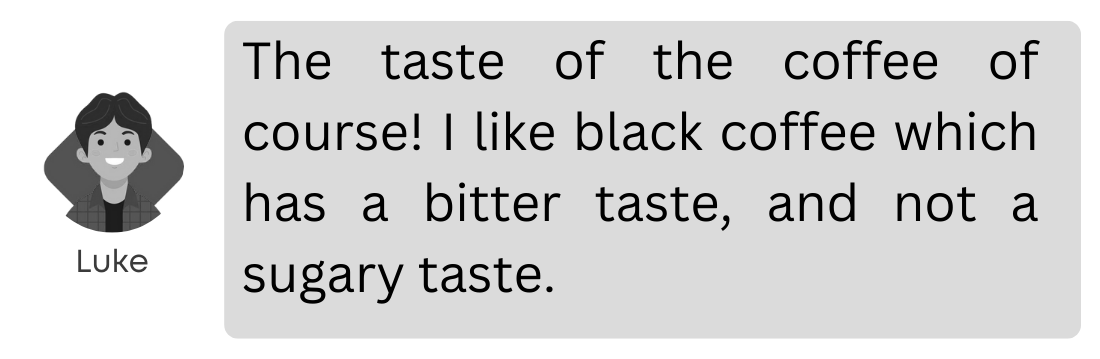 The taste of the coffee of
course! I like black coffee which
has a bitter taste, and not a
sugary taste.
Luke